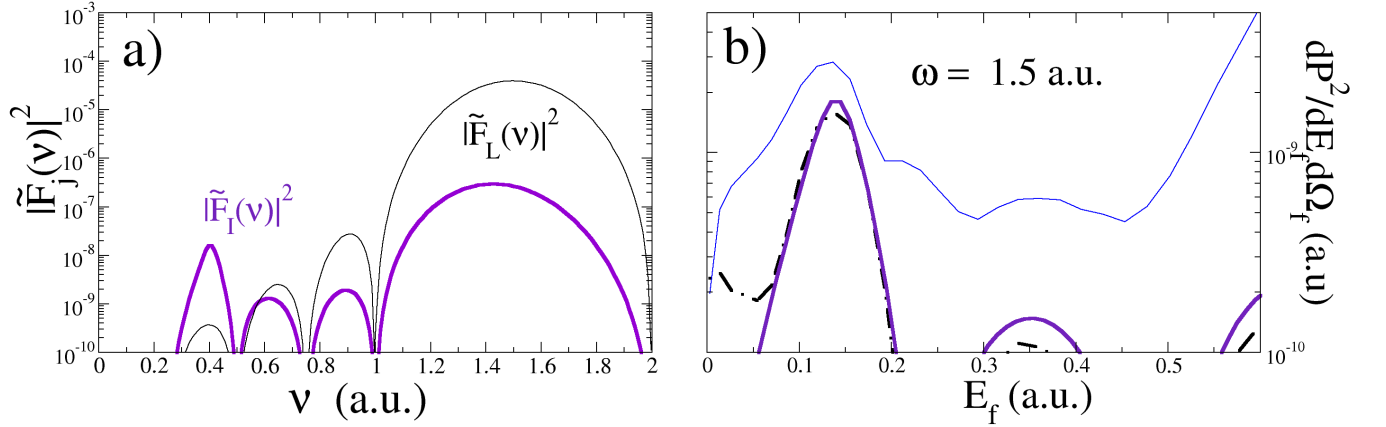 a)
|F̃_j(ν)|^2
10^-3
10^-4
10^-5
10^-6
10^-7
10^-8
10^-9
10^-10
|F̃_L(ν)|^2
|F̃_I(ν)|^2
0 0.2 0.4 0.6 0.8 1 1.2 1.4 1.6 1.8 2
ν (a.u.)
b)
ω = 1.5 a.u.
10^-9
10^-10
dP^2/dE_f dΩ_f (a.u)
0 0.1 0.2 0.3 0.4 0.5
E_f (a.u.)